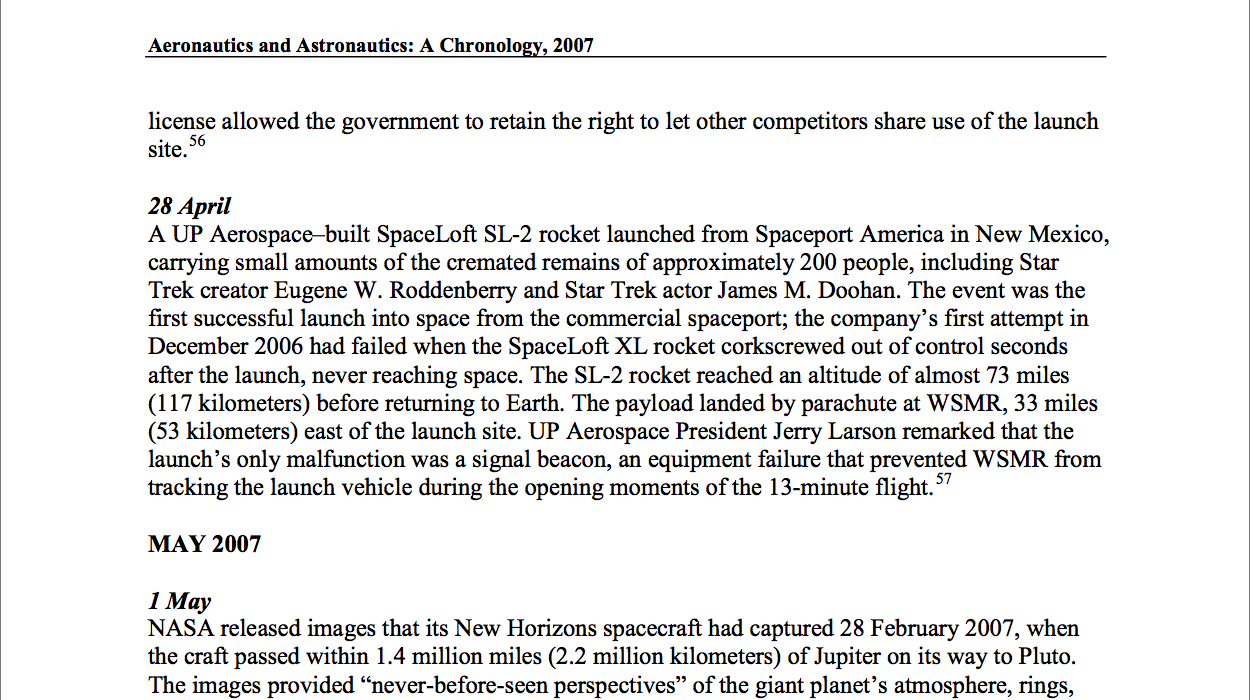 Aeronautics and Astronautics: A Chronology, 2007
license allowed the government to retain the right to let other competitors share use of the launch
site.56
28 April
A UP Aerospace–built SpaceLoft SL-2 rocket launched from Spaceport America in New Mexico,
carrying small amounts of the cremated remains of approximately 200 people, including Star
Trek creator Eugene W. Roddenberry and Star Trek actor James M. Doohan. The event was the
first successful launch into space from the commercial spaceport; the company’s first attempt in
December 2006 had failed when the SpaceLoft XL rocket corkscrewed out of control seconds
after the launch, never reaching space. The SL-2 rocket reached an altitude of almost 73 miles
(117 kilometers) before returning to Earth. The payload landed by parachute at WSMR, 33 miles
(53 kilometers) east of the launch site. UP Aerospace President Jerry Larson remarked that the
launch’s only malfunction was a signal beacon, an equipment failure that prevented WSMR from
tracking the launch vehicle during the opening moments of the 13-minute flight.57
MAY 2007
1 May
NASA released images that its New Horizons spacecraft had captured 28 February 2007, when
the craft passed within 1.4 million miles (2.2 million kilometers) of Jupiter on its way to Pluto.
The images provided “never-before-seen perspectives” of the giant planet’s atmosphere, rings,